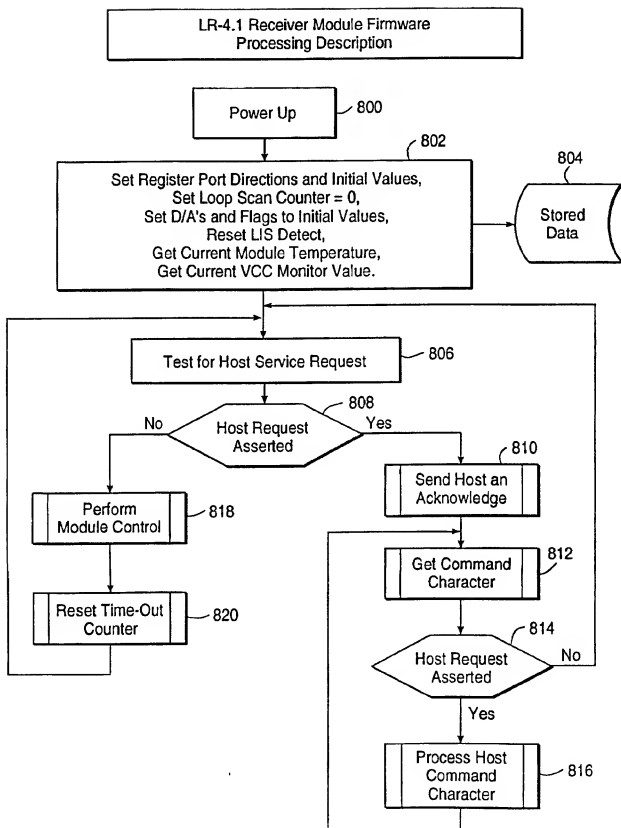 LR-4.1 Receiver Module Firmware
Processing Description
Power Up
800
802
Set Register Port Directions and Initial Values,
Set Loop Scan Counter = 0,
Set D/A's and Flags to Initial Values,
Reset LIS Detect,
Get Current Module Temperature,
Get Current VCC Monitor Value.
804
Stored
Data
Test for Host Service Request
806
808
Host Request
Asserted
No
Yes
810
Send Host an
Acknowledge
Perform
Module Control
818
812
Get Command
Character
Reset Time-Out
Counter
820
814
Host Request
Asserted
No
Yes
Process Host
Command
Character
816